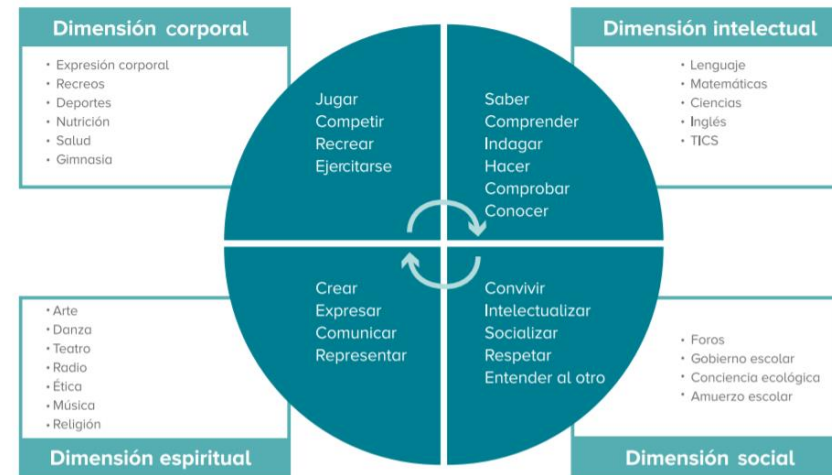 Dimensión corporal
• Expresión corporal
• Recreos
• Deportes
• Nutrición
• Salud
• Gimnasia
Jugar
Competir
Recrear
Ejercitarse
Dimensión intelectual
• Lenguaje
• Matemáticas
• Ciencias
• Inglés
• TICS
Saber
Comprender
Indagar
Hacer
Comprobar
Conocer
• Arte
• Danza
• Teatro
• Radio
• Ética
• Música
• Religión
Dimensión espiritual
Crear
Expresar
Comunicar
Representar
Convivir
Intelectualizar
Socializar
Respetar
Entender al otro
• Foros
• Gobierno escolar
• Conciencia ecológica
• Amuerzo escolar
Dimensión social